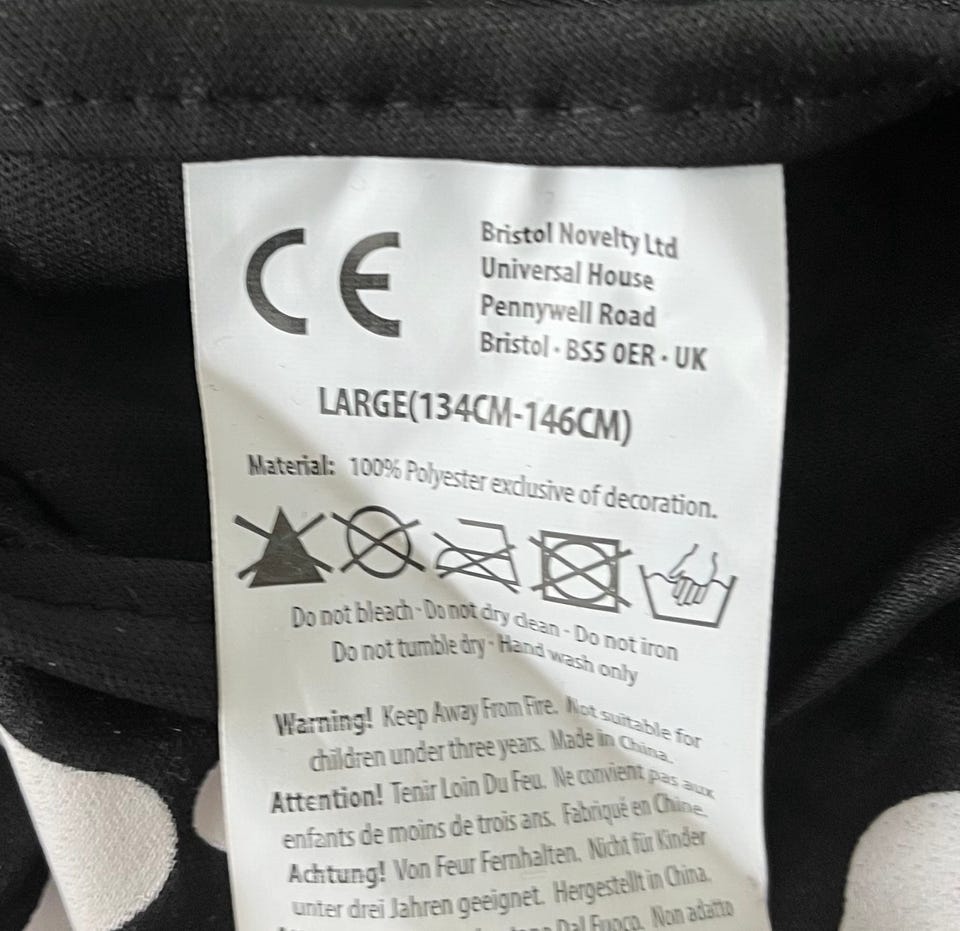 CE
Bristol Novelty Ltd
Universal House
Pennywell Road
Bristol · BS5 0ER · UK
LARGE(134CM-146CM)
Material: 100% Polyester exclusive of decoration.
Do not bleach - Do not dry clean - Do not iron
Do not tumble dry - Hand wash only
Warning! Keep Away From Fire. Not suitable for
children under three years. Made in China.
Attention! Tenir Loin Du Feu. Ne convient pas aux
enfants de moins de trois ans. Fabriqué en Chine.
Achtung! Von Feur Fernhalten. Nicht für Kinder
unter drei Jahren geeignet. Hergestellt in China.
Dal Fuoco. Non adatto